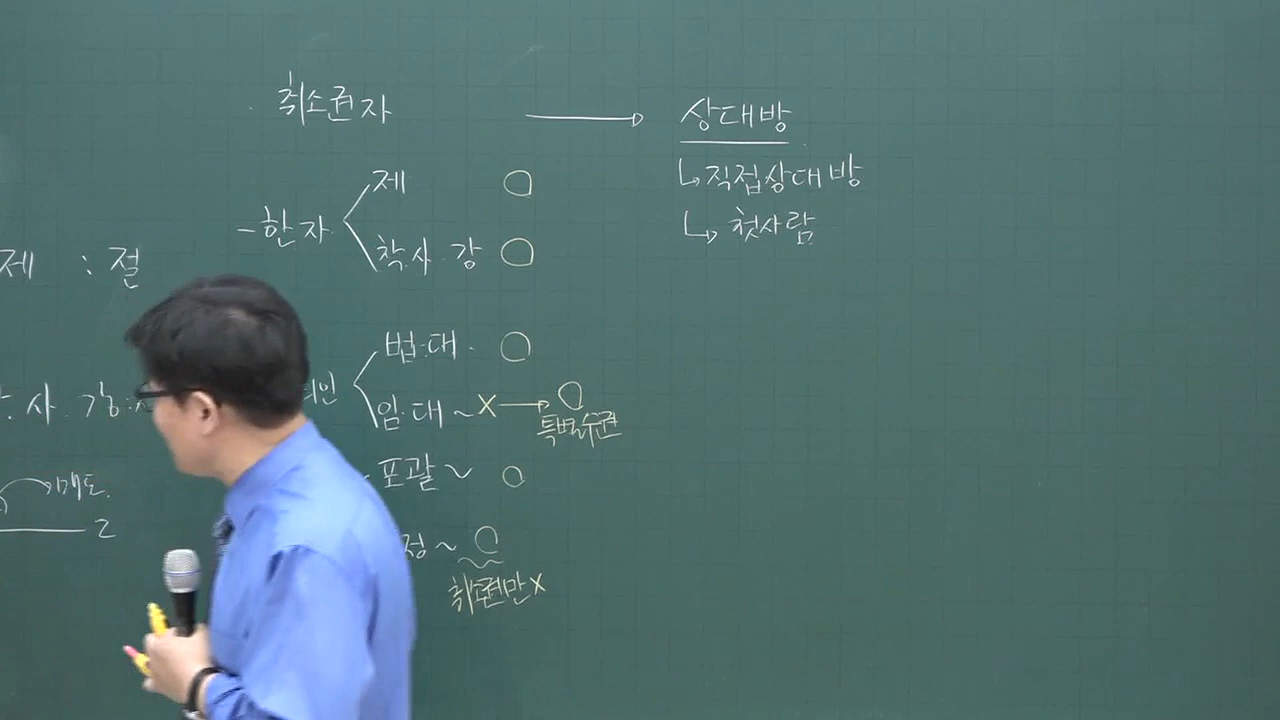 취소권자 → 상대방
↳ 직접상대방
↳ 첫사람
- 한자 < 제 ○
착.사.강 ○
제 : 절
법.대. ○
임.대~ X → ○
특별수권
사.강.
포괄~ ○
매도.
2
정~ ○
취소권만X